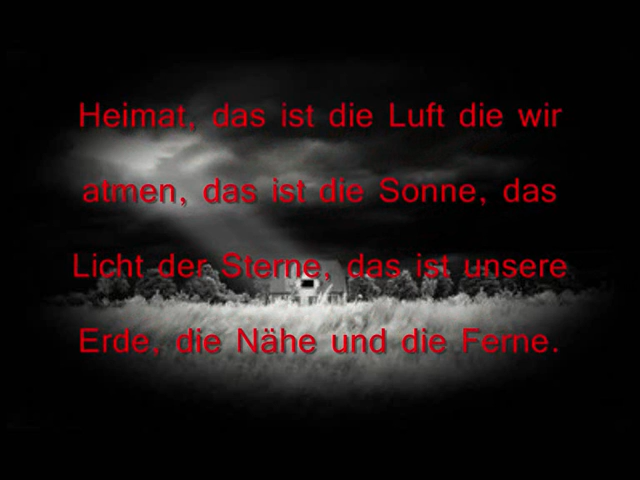 Heimat, das ist die Luft die wir
atmen, das ist die Sonne, das
Licht der Sterne, das ist unsere
Erde, die Nähe und die Ferne.